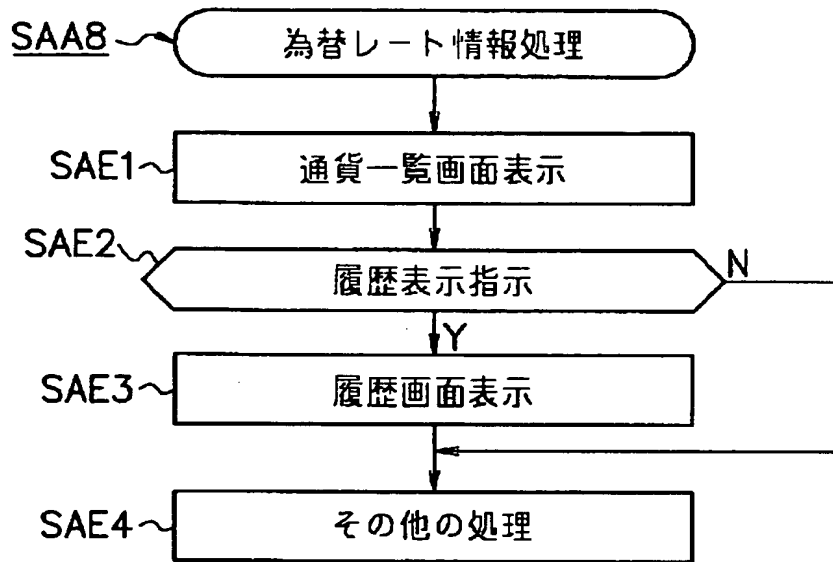 SAA8 為替レート情報処理
SAE1 通貨一覧画面表示
SAE2 履歴表示指示 N
Y
SAE3 履歴画面表示
SAE4 その他の処理